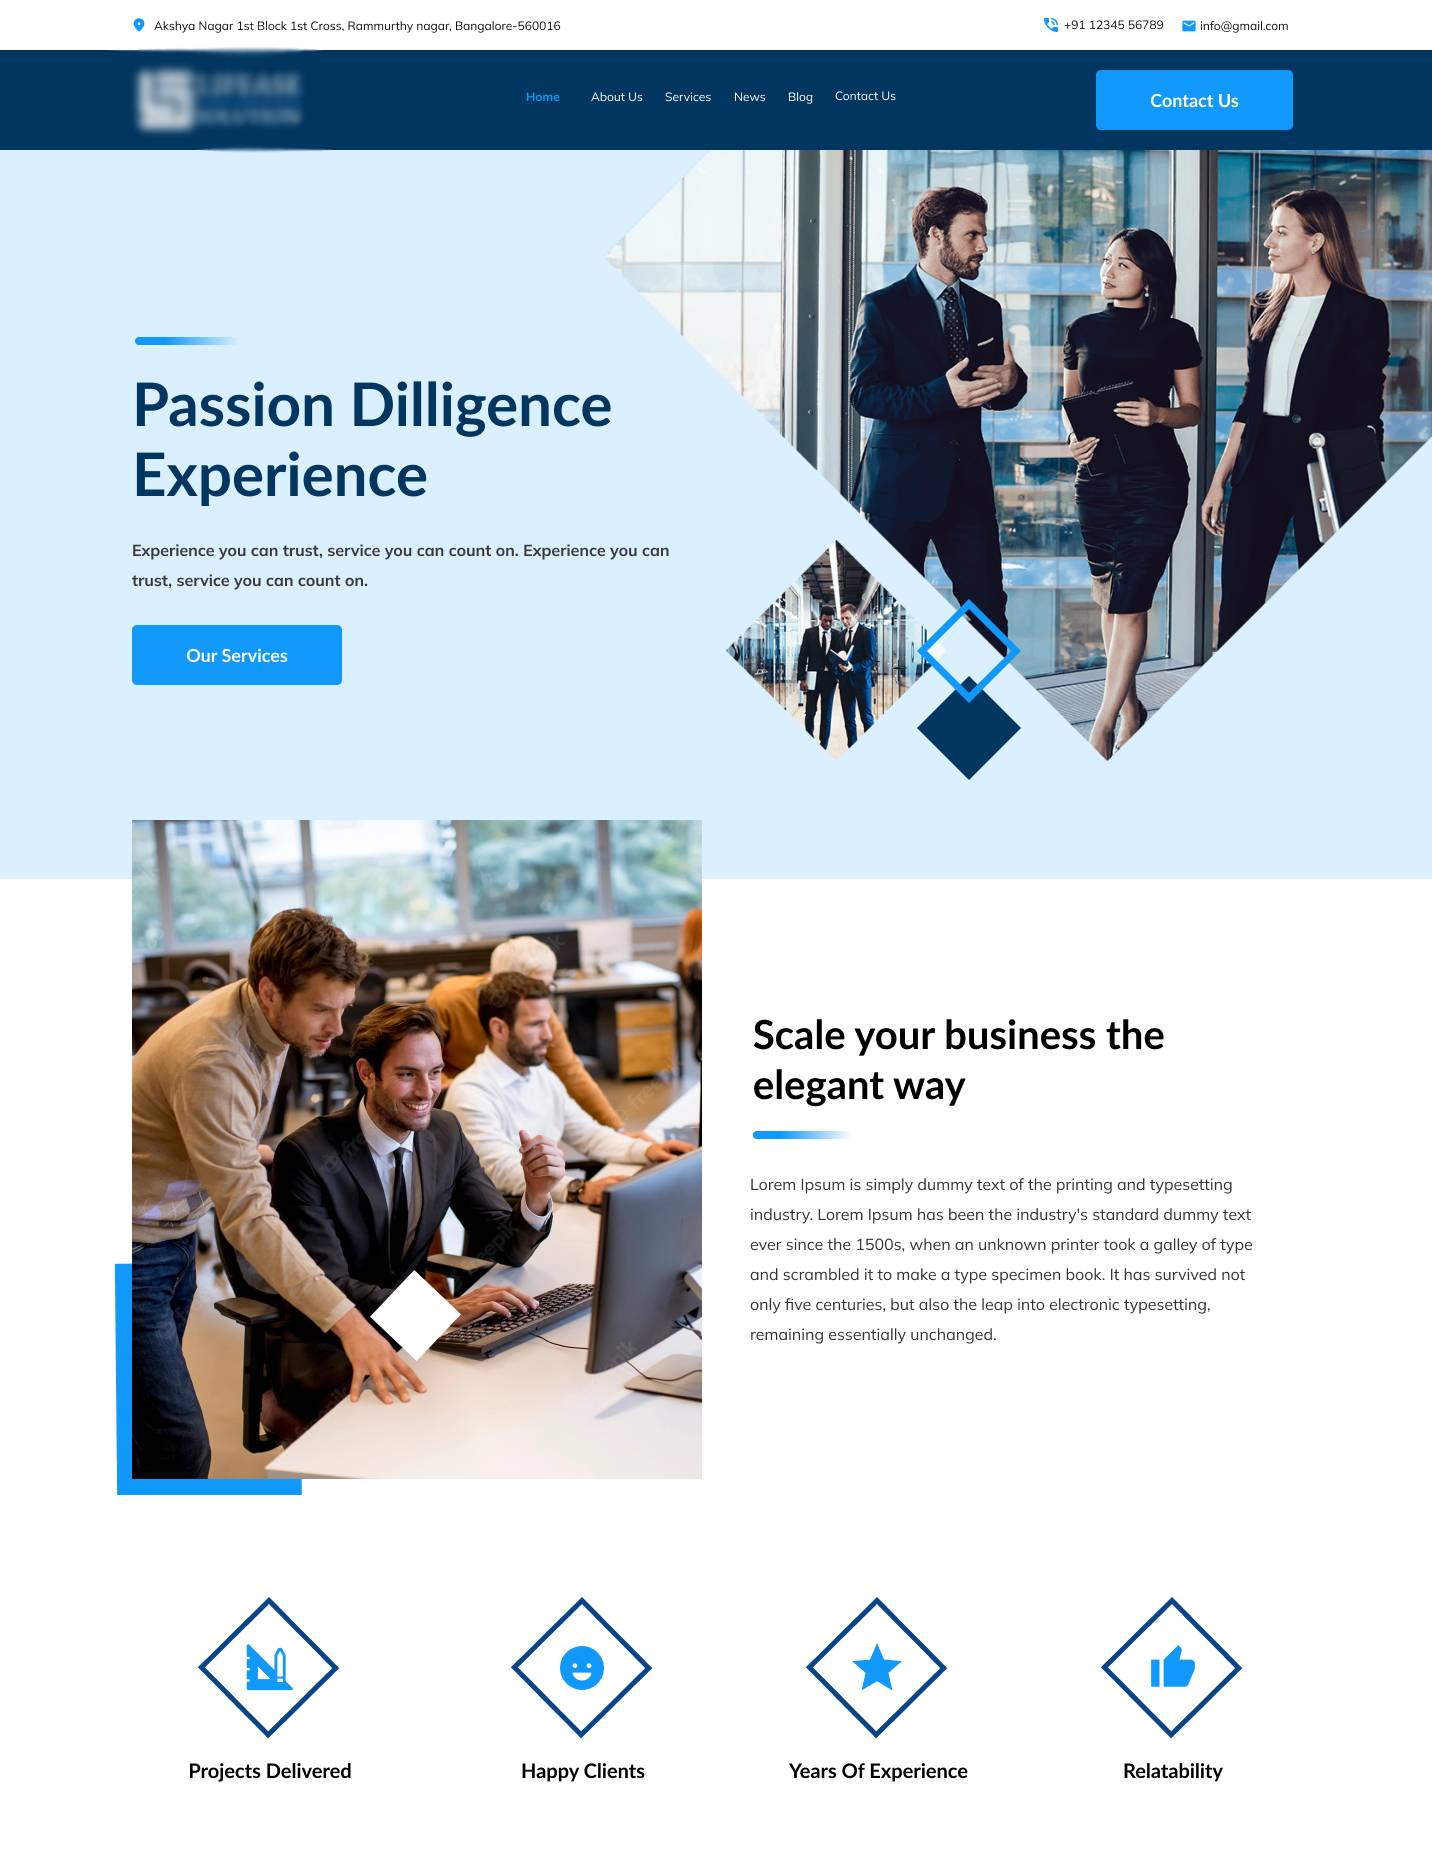 Akshya Nagar 1st Block 1st Cross, Rammurthy nagar, Bangalore-560016
+91 12345 56789
info@gmail.com
Home
About Us
Services
News
Blog
Contact Us
Contact Us
Passion Dilligence
Experience
Experience you can trust, service you can count on. Experience you can
trust, service you can count on.
Our Services
Scale your business the
elegant way
Lorem Ipsum is simply dummy text of the printing and typesetting
industry. Lorem Ipsum has been the industry's standard dummy text
ever since the 1500s, when an unknown printer took a galley of type
and scrambled it to make a type specimen book. It has survived not
only five centuries, but also the leap into electronic typesetting,
remaining essentially unchanged.
Projects Delivered
Happy Clients
Years Of Experience
Relatability